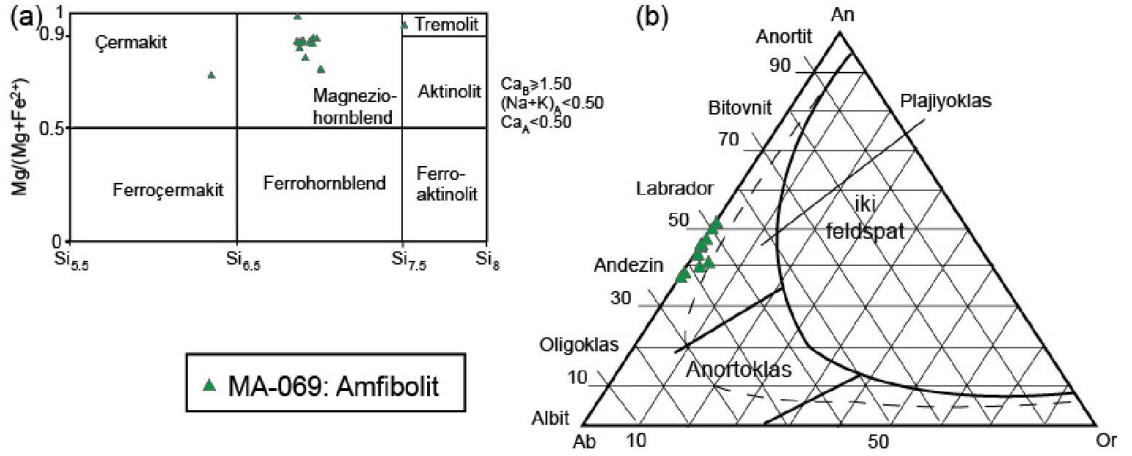 (a)
1
0.9
0.5
0
Mg/(Mg+Fe²⁺)
Çermakit
Tremolit
Magnezio-
hornblend
Aktinolit
Ferroçermakit
Ferrohornblend
Ferro-
aktinolit
Si5.5
Si6.5
Si7.5
Si8
CaB≥1.50
(Na+K)A<0.50
CaA<0.50
MA-069: Amfibolit
(b)
An
Anortit
90
Bitovnit
Plajiyoklas
70
Labrador
iki
feldspat
50
Andezin
30
Oligoklas
Anortoklas
10
Albit
Ab
10
50
Or